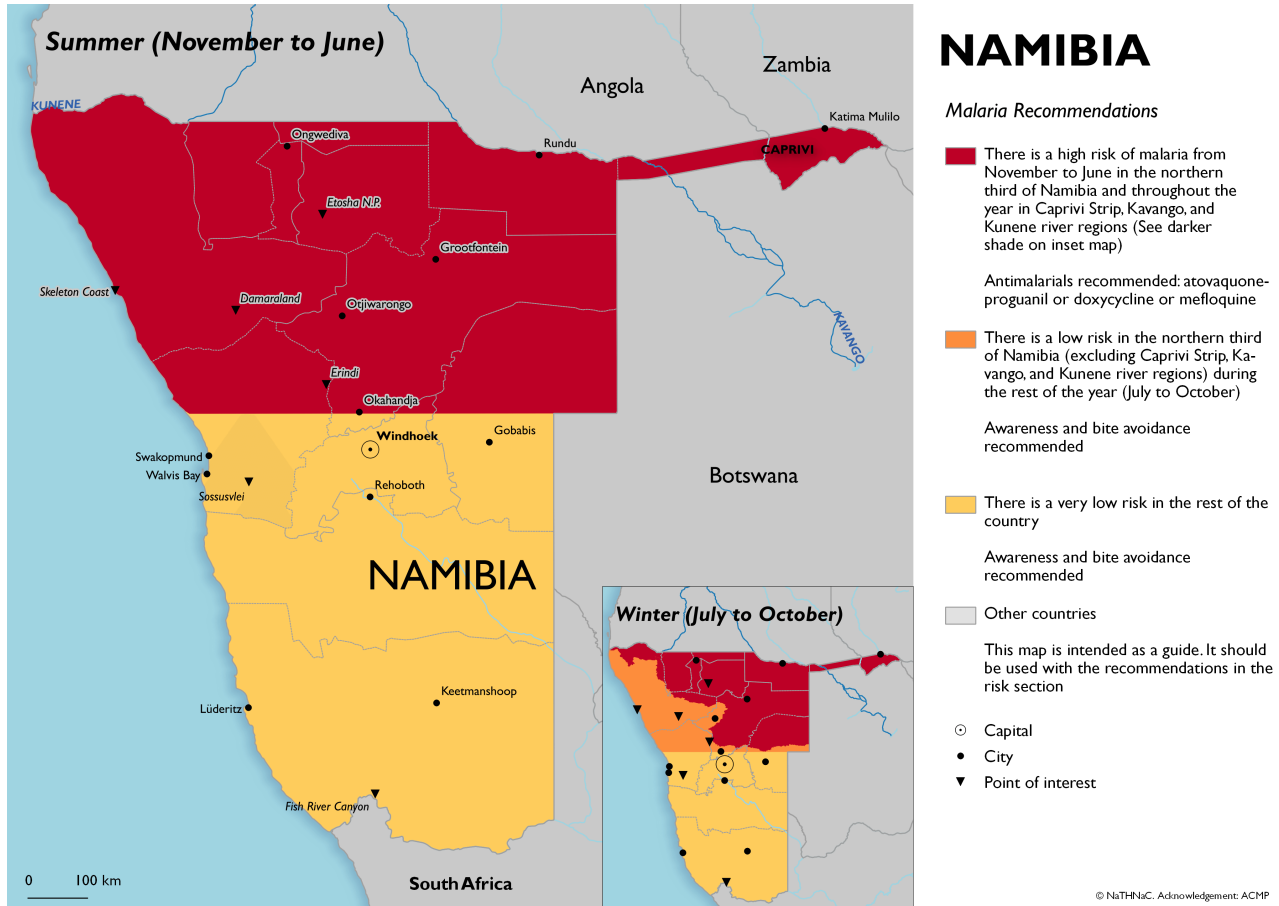 Summer (November to June)
Angola
Zambia
KUNENE
Katima Mulilo
Ongwediva
Rundu
CAPRIVI
Etosha N.P.
Grootfontein
Skeleton Coast
Damaraland
Otjiwarongo
KAVANGO
Erindi
Okahandja
Windhoek
Gobabis
Swakopmund
Walvis Bay
Sossusvlei
Rehoboth
Botswana
NAMIBIA
Lüderitz
Keetmanshoop
Fish River Canyon
South Africa
0 100 km
Winter (July to October)
NAMIBIA
Malaria Recommendations
There is a high risk of malaria from
November to June in the northern
third of Namibia and throughout the
year in Caprivi Strip, Kavango, and
Kunene river regions (See darker
shade on inset map)
Antimalarials recommended: atovaquone-
proguanil or doxycycline or mefloquine
There is a low risk in the northern third
of Namibia (excluding Caprivi Strip, Ka-
vango, and Kunene river regions) during
the rest of the year (July to October)
Awareness and bite avoidance
recommended
There is a very low risk in the rest of the
country
Awareness and bite avoidance
recommended
Other countries
This map is intended as a guide. It should
be used with the recommendations in the
risk section
Capital
City
Point of interest
© NaTHNaC. Acknowledgement: ACMP